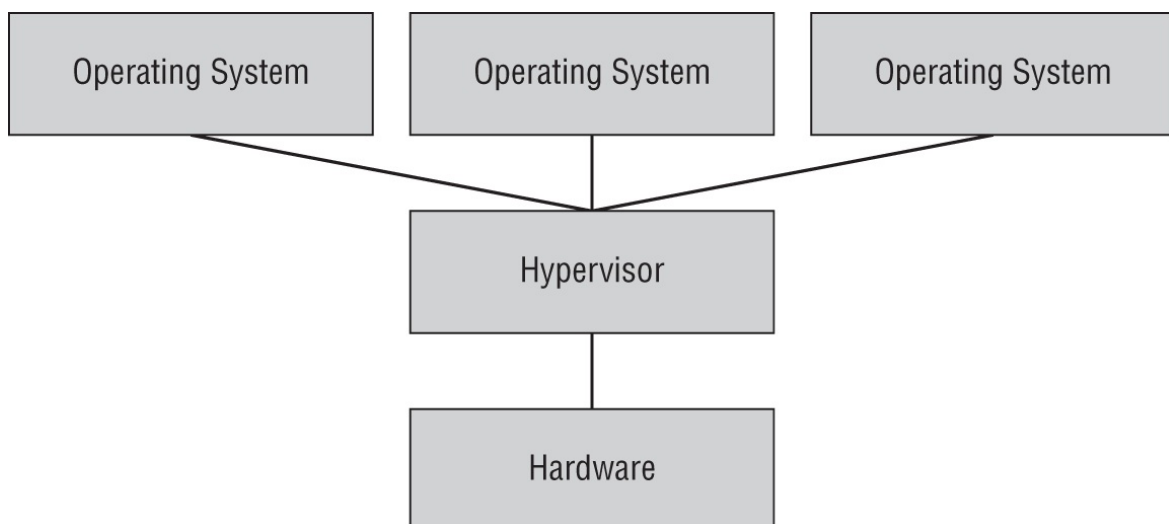 Operating System
Operating System
Operating System
Hypervisor
Hardware